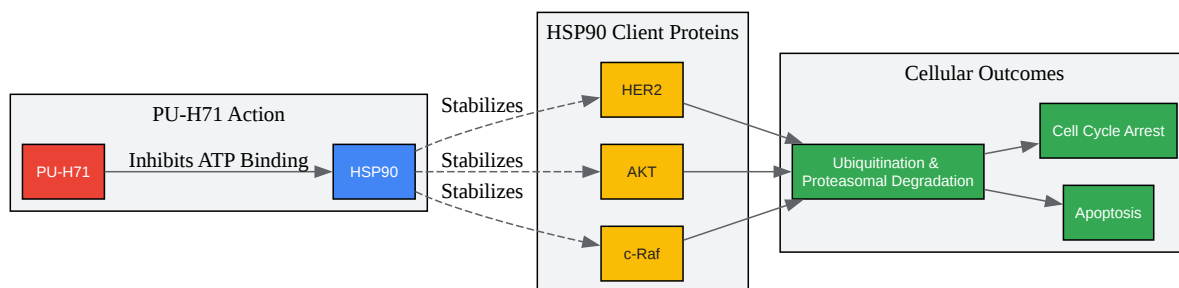 PU-H71 Action
PU-H71
Inhibits ATP Binding
HSP90
Stabilizes
Stabilizes
Stabilizes
HSP90 Client Proteins
HER2
AKT
c-Raf
Cellular Outcomes
Ubiquitination &
Proteasomal Degradation
Cell Cycle Arrest
Apoptosis